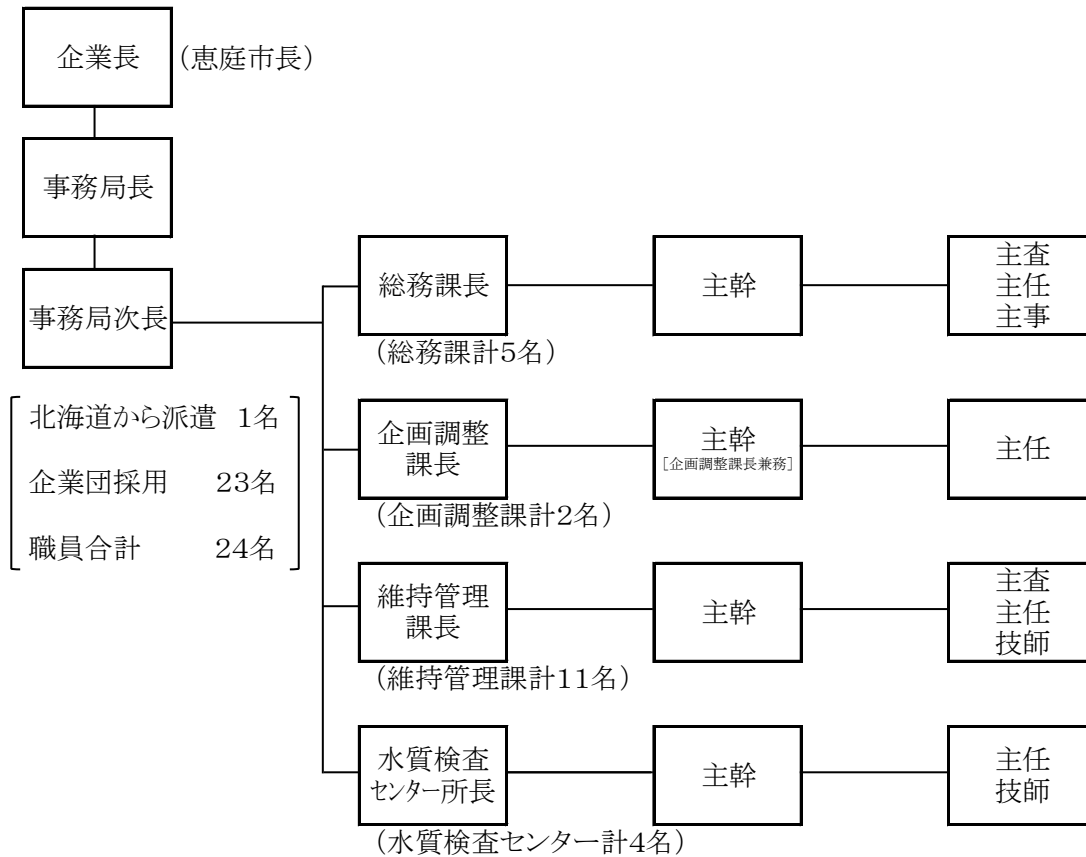 企業長
(恵庭市長)
事務局長
事務局次長
北海道から派遣 1名
企業団採用 23名
職員合計 24名
総務課長
(総務課計5名)
主幹
主査
主任
主事
企画調整
課長
(企画調整課計2名)
主幹
[企画調整課長兼務]
主任
維持管理
課長
(維持管理課計11名)
主幹
主査
主任
技師
水質検査
センター所長
(水質検査センター計4名)
主幹
主任
技師